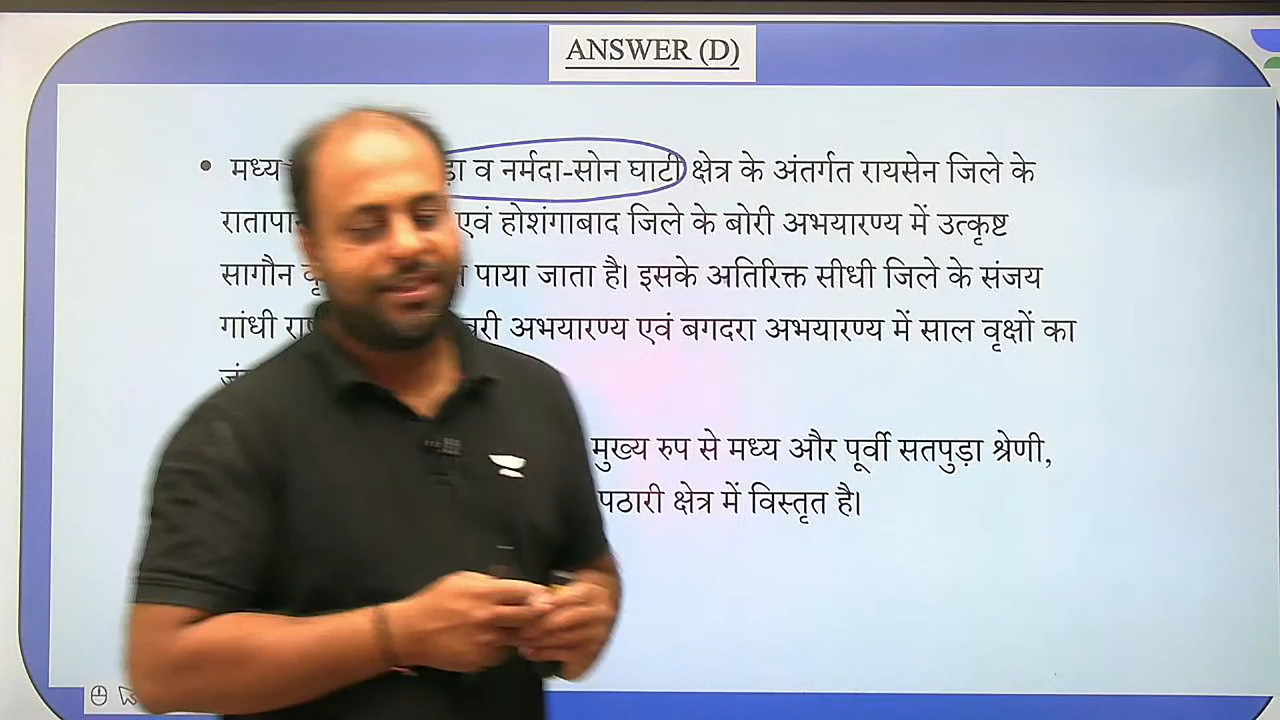 ANSWER (D)
• मध्य व नर्मदा-सोन घाटी क्षेत्र के अंतर्गत रायसेन जिले के
एवं होशंगाबाद जिले के बोरी अभयारण्य में उत्कृष्ट
सागौन पाया जाता है। इसके अतिरिक्त सीधी जिले के संजय
गांधी अभयारण्य एवं बगदरा अभयारण्य में साल वृक्षों का
मुख्य रुप से मध्य और पूर्वी सतपुड़ा श्रेणी,
पठारी क्षेत्र में विस्तृत है।